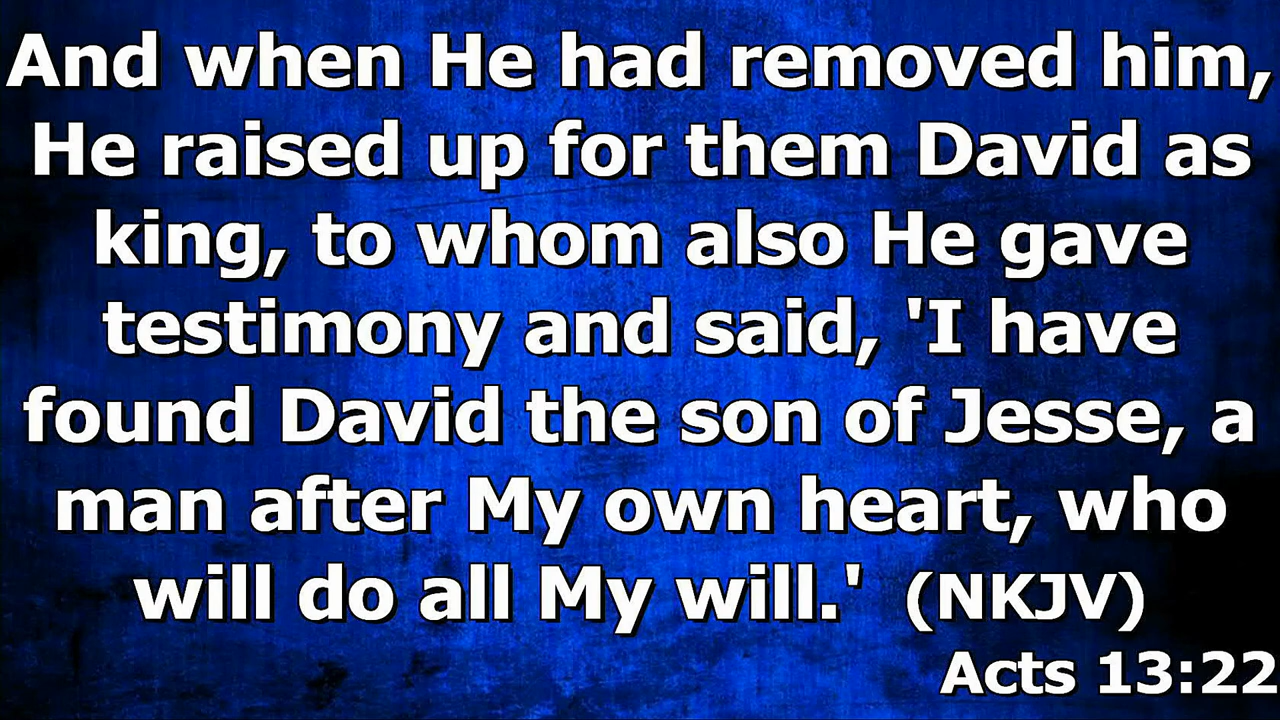 And when He had removed him,
He raised up for them David as
king, to whom also He gave
testimony and said, 'I have
found David the son of Jesse, a
man after My own heart, who
will do all My will.' (NKJV)
Acts 13:22